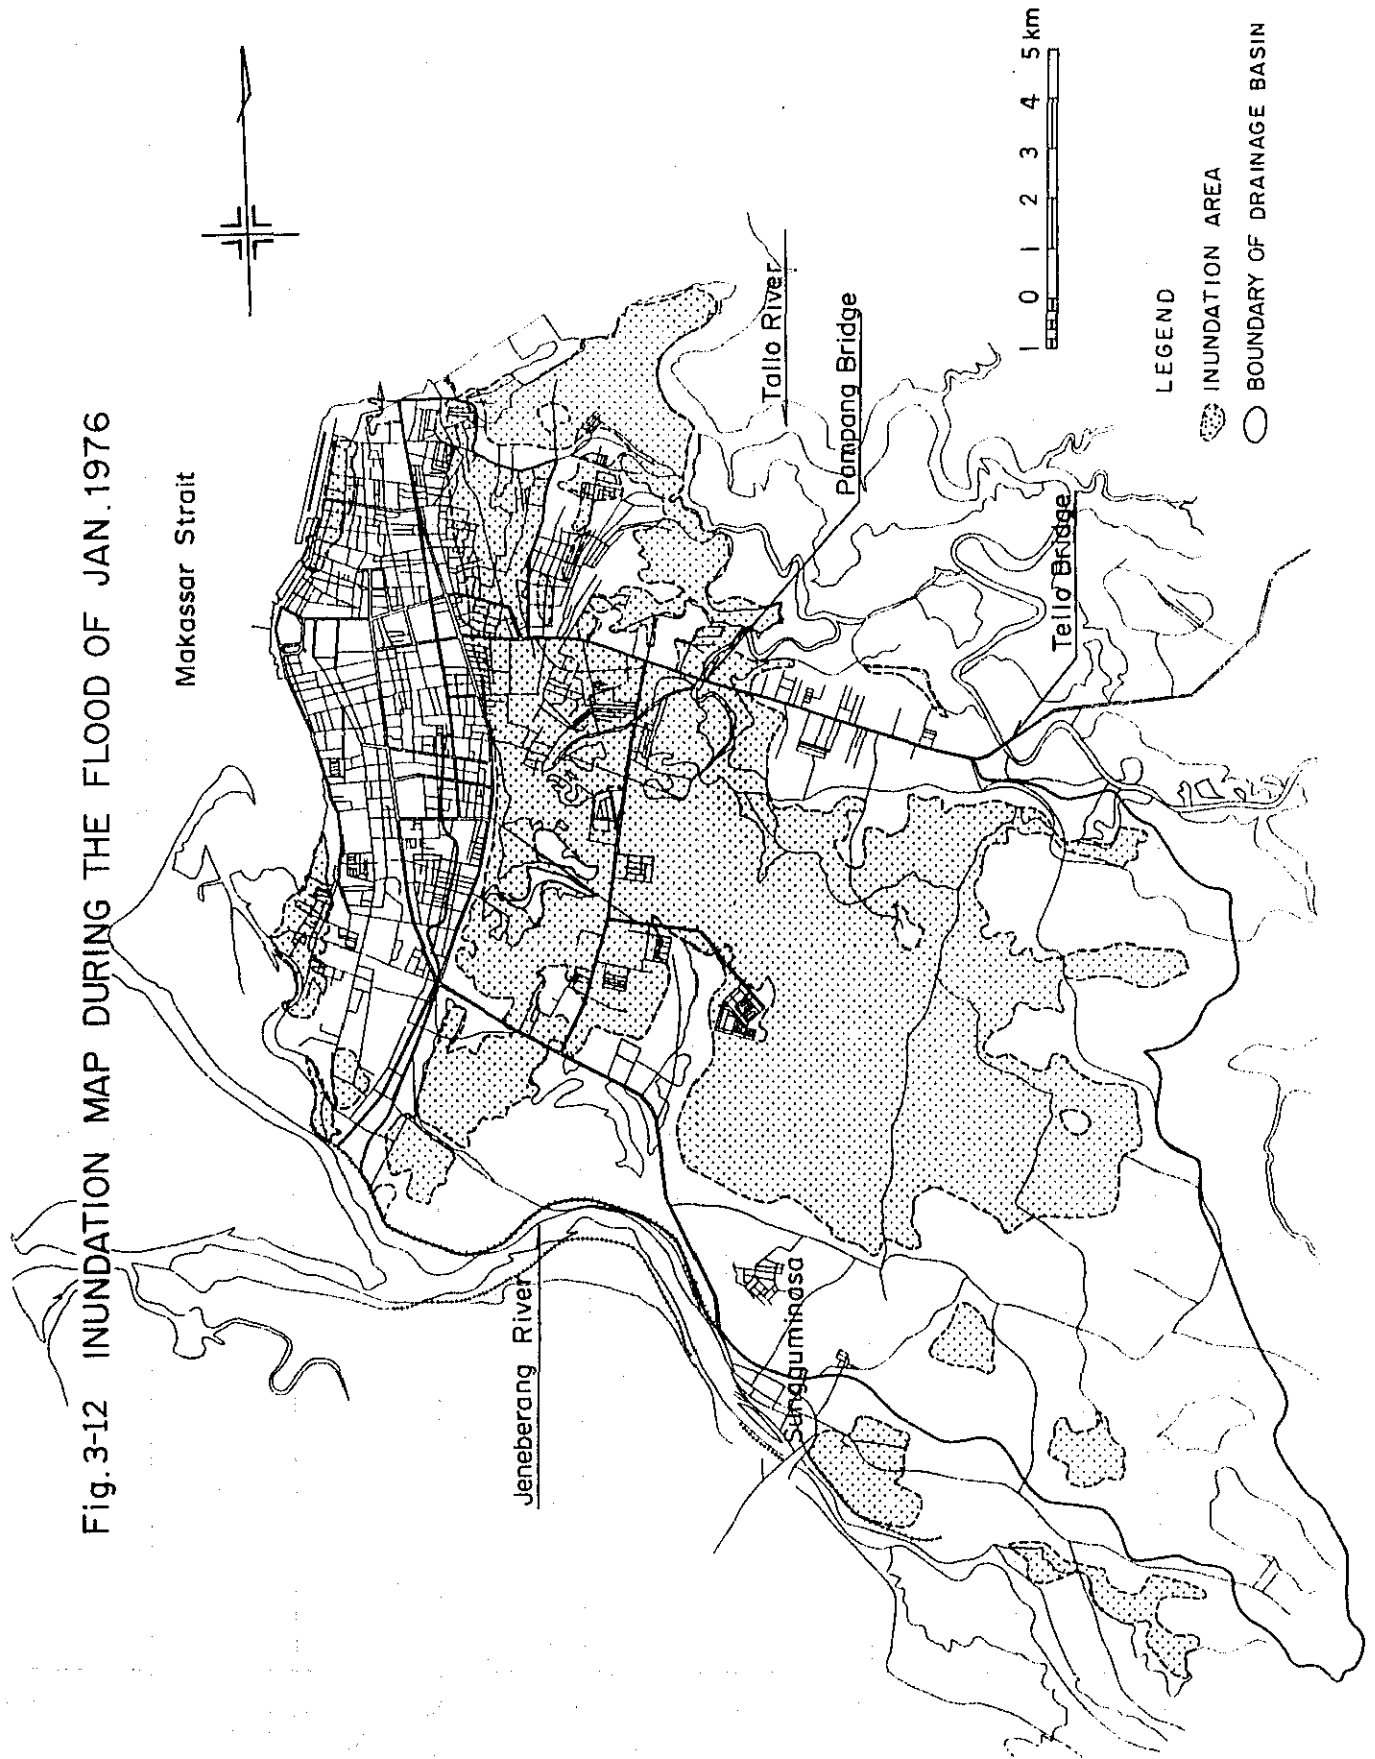 Fig. 3-12 INUNDATION MAP DURING THE FLOOD OF JAN. 1976
Makassar Strait
Jeneberang River
Sungguminasa
Tallo River
Pampang Bridge
Tello Bridge
1 0 1 2 3 4 5 km
LEGEND
INUNDATION AREA
BOUNDARY OF DRAINAGE BASIN